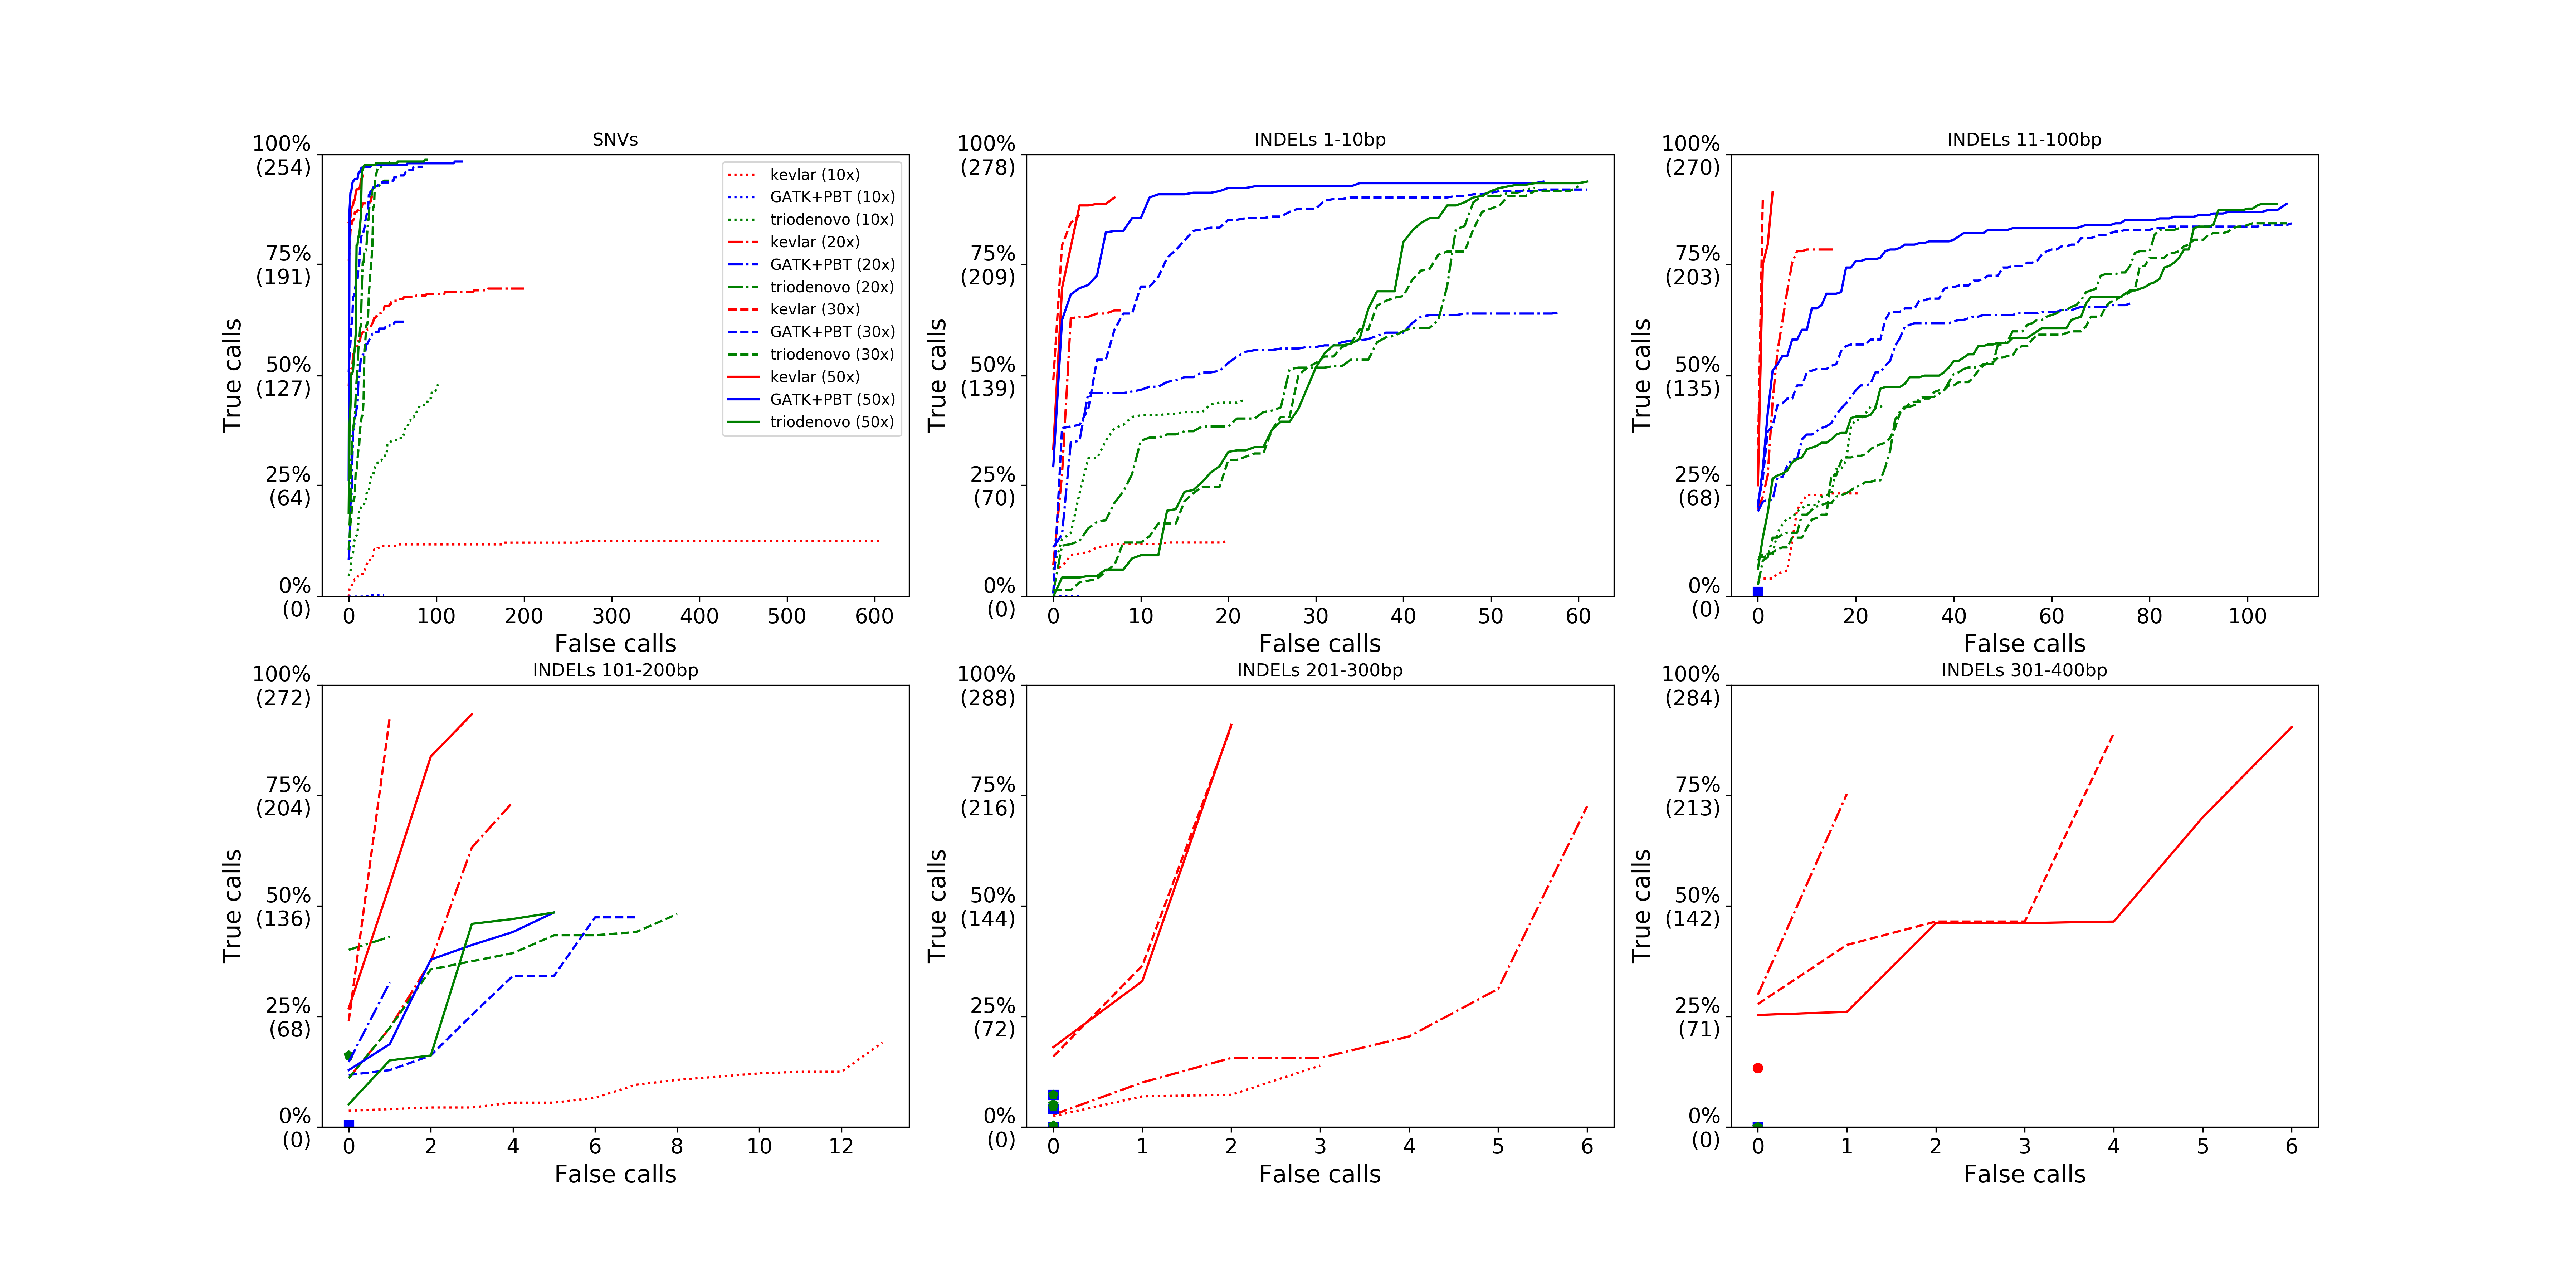 SNVs
100%
(254)
75%
(191)
50%
(127)
25%
(64)
0%
(0)
True calls
0 100 200 300 400 500 600
False calls
kevlar (10x)
GATK+PBT (10x)
triodenovo (10x)
kevlar (20x)
GATK+PBT (20x)
triodenovo (20x)
kevlar (30x)
GATK+PBT (30x)
triodenovo (30x)
kevlar (50x)
GATK+PBT (50x)
triodenovo (50x)
INDELs 1-10bp
100%
(278)
75%
(209)
50%
(139)
25%
(70)
0%
(0)
True calls
0 10 20 30 40 50 60
False calls
INDELs 11-100bp
100%
(270)
75%
(203)
50%
(135)
25%
(68)
0%
(0)
True calls
0 20 40 60 80 100
False calls
INDELs 101-200bp
100%
(272)
75%
(204)
50%
(136)
25%
(68)
0%
(0)
True calls
0 2 4 6 8 10 12
False calls
INDELs 201-300bp
100%
(288)
75%
(216)
50%
(144)
25%
(72)
0%
(0)
True calls
0 1 2 3 4 5 6
False calls
INDELs 301-400bp
100%
(284)
75%
(213)
50%
(142)
25%
(71)
0%
(0)
True calls
0 1 2 3 4 5 6
False calls